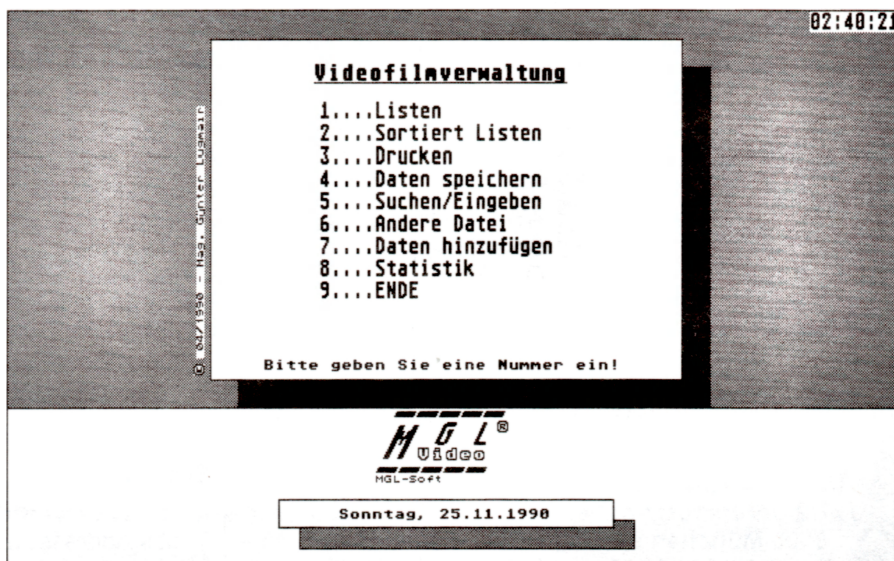 02:40:21
Videofilmverwaltung
1....Listen
2....Sortiert Listen
3....Drucken
4....Daten speichern
5....Suchen/Eingeben
6....Andere Datei
7....Daten hinzufügen
8....Statistik
9....ENDE
Bitte geben Sie eine Nummer ein!
© 04/1990 - Mag. Günter Lugmair
MGL®
Video
MGL-Soft
Sonntag, 25.11.1990